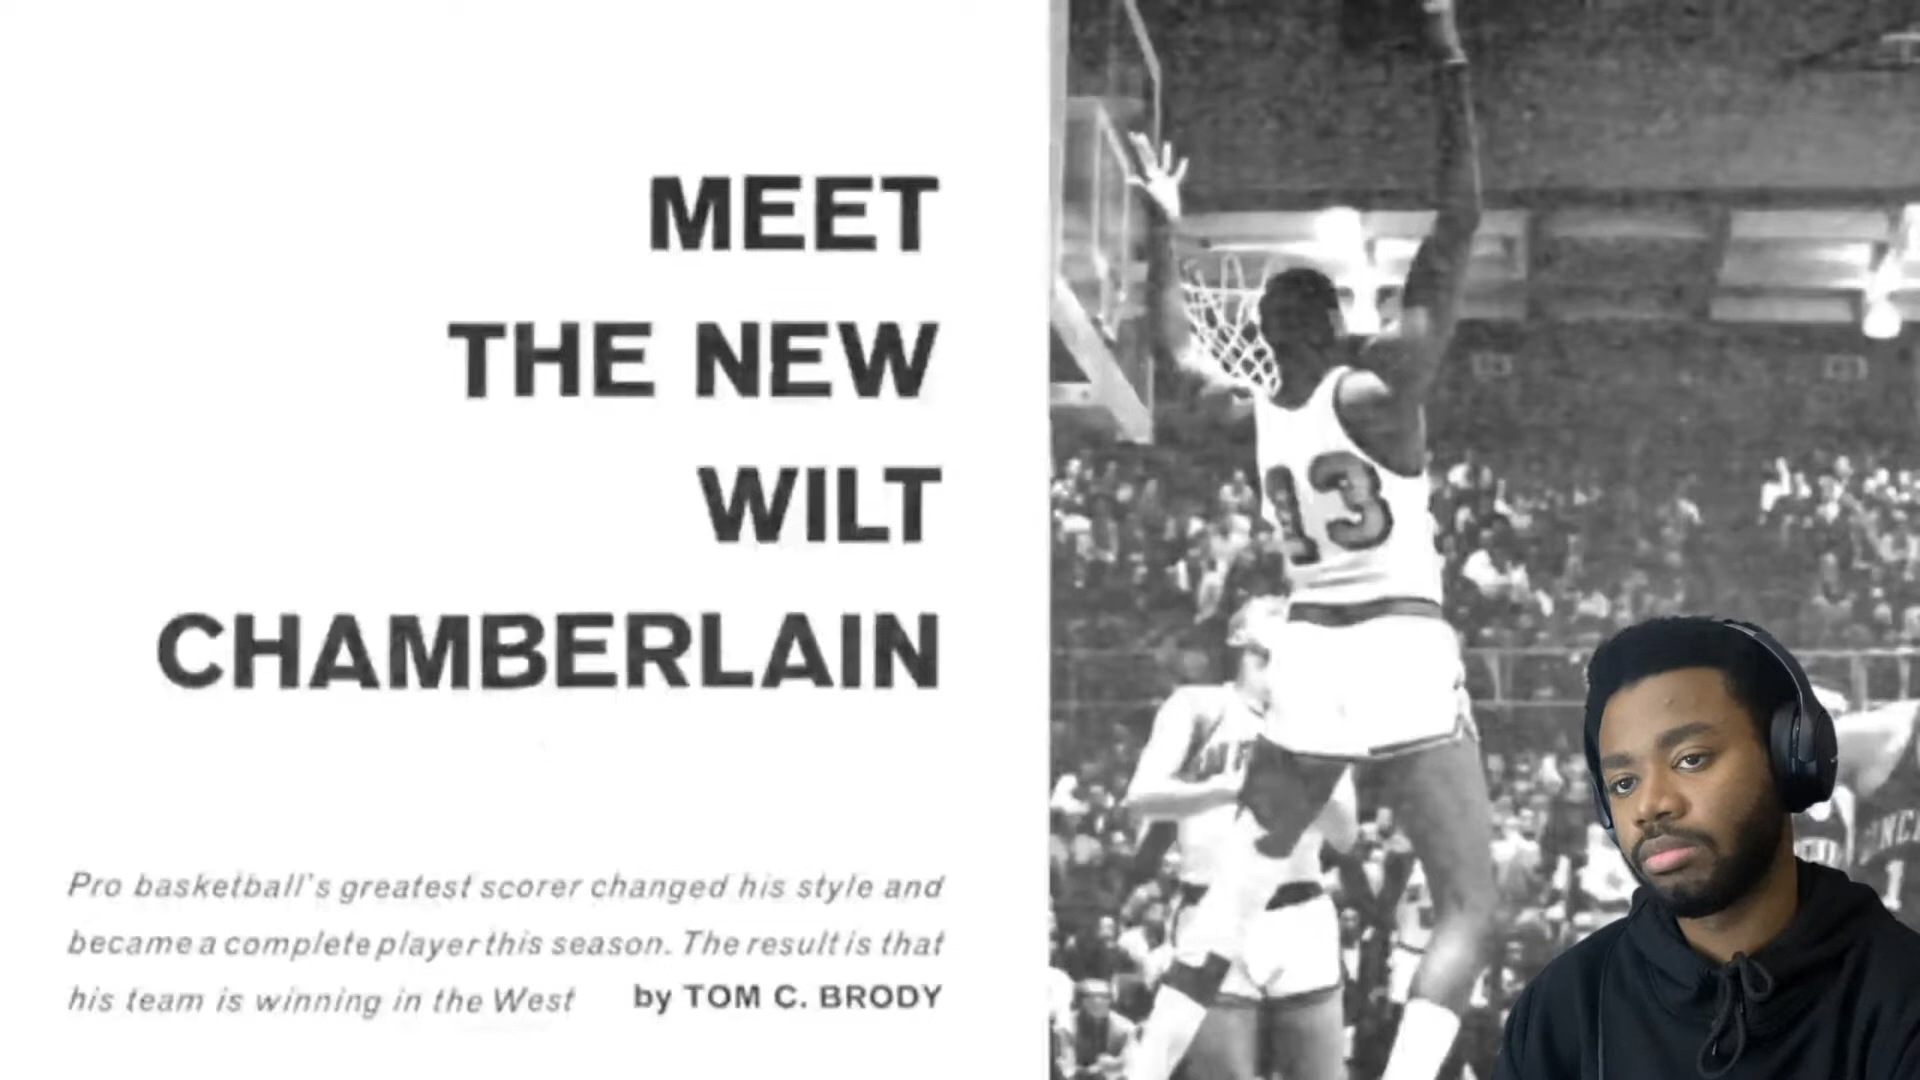 MEET
THE NEW
WILT
CHAMBERLAIN
Pro basketball's greatest scorer changed his style and
became a complete player this season. The result is that
his team is winning in the West by TOM C. BRODY
13
1